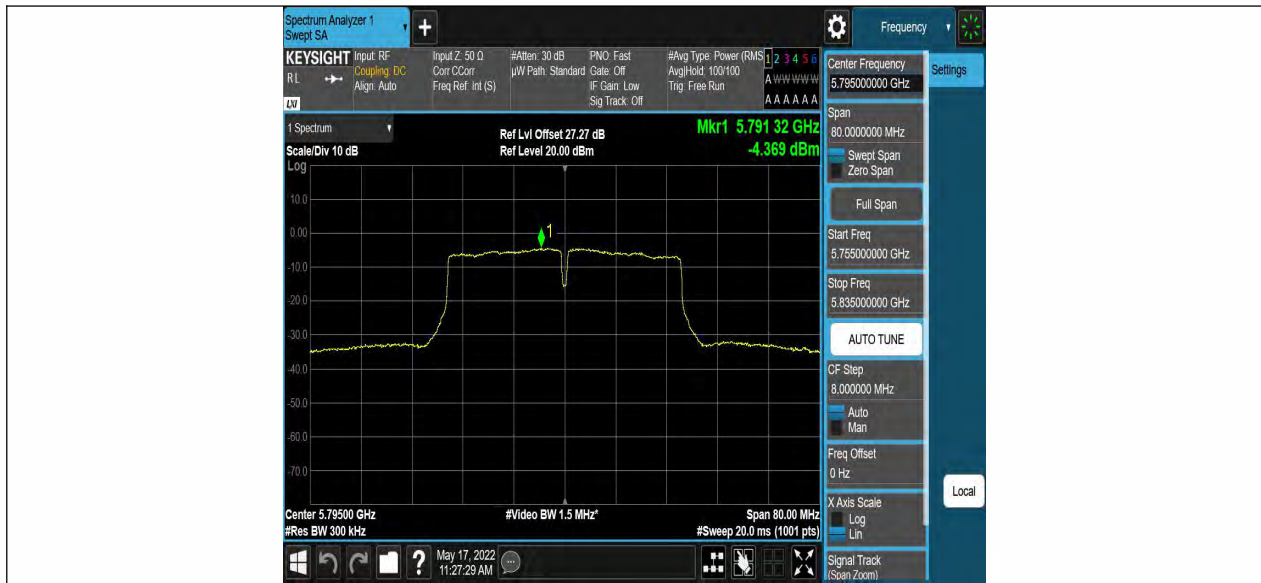 Spectrum Analyzer 1
Swept SA
+
Frequency
KEYSIGHT
RL
LXI
Input: RF
Coupling: DC
Align: Auto
Input Z: 50 Ω
Corr CCorr
Freq Ref: Int (S)
#Atten: 30 dB
µW Path: Standard
PNO: Fast
Gate: Off
IF Gain: Low
Sig Track: Off
#Avg Type: Power (RMS
Avg|Hold: 100/100
Trig: Free Run
1 2 3 4 5 6
A W W W W W
A A A A A A
1 Spectrum
Scale/Div 10 dB
Ref Lvl Offset 27.27 dB
Ref Level 20.00 dBm
Mkr1 5.791 32 GHz
-4.369 dBm
Log
10.0
0.00
-10.0
-20.0
-30.0
-40.0
-50.0
-60.0
-70.0
1
Center 5.79500 GHz
#Res BW 300 kHz
#Video BW 1.5 MHz*
Span 80.00 MHz
#Sweep 20.0 ms (1001 pts)
Center Frequency
5.795000000 GHz
Settings
Span
80.0000000 MHz
Swept Span
Zero Span
Full Span
Start Freq
5.755000000 GHz
Stop Freq
5.835000000 GHz
AUTO TUNE
CF Step
8.000000 MHz
Auto
Man
Freq Offset
0 Hz
X Axis Scale
Log
Lin
Local
Signal Track
(Span Zoom)
?
May 17, 2022
11:27:29 AM